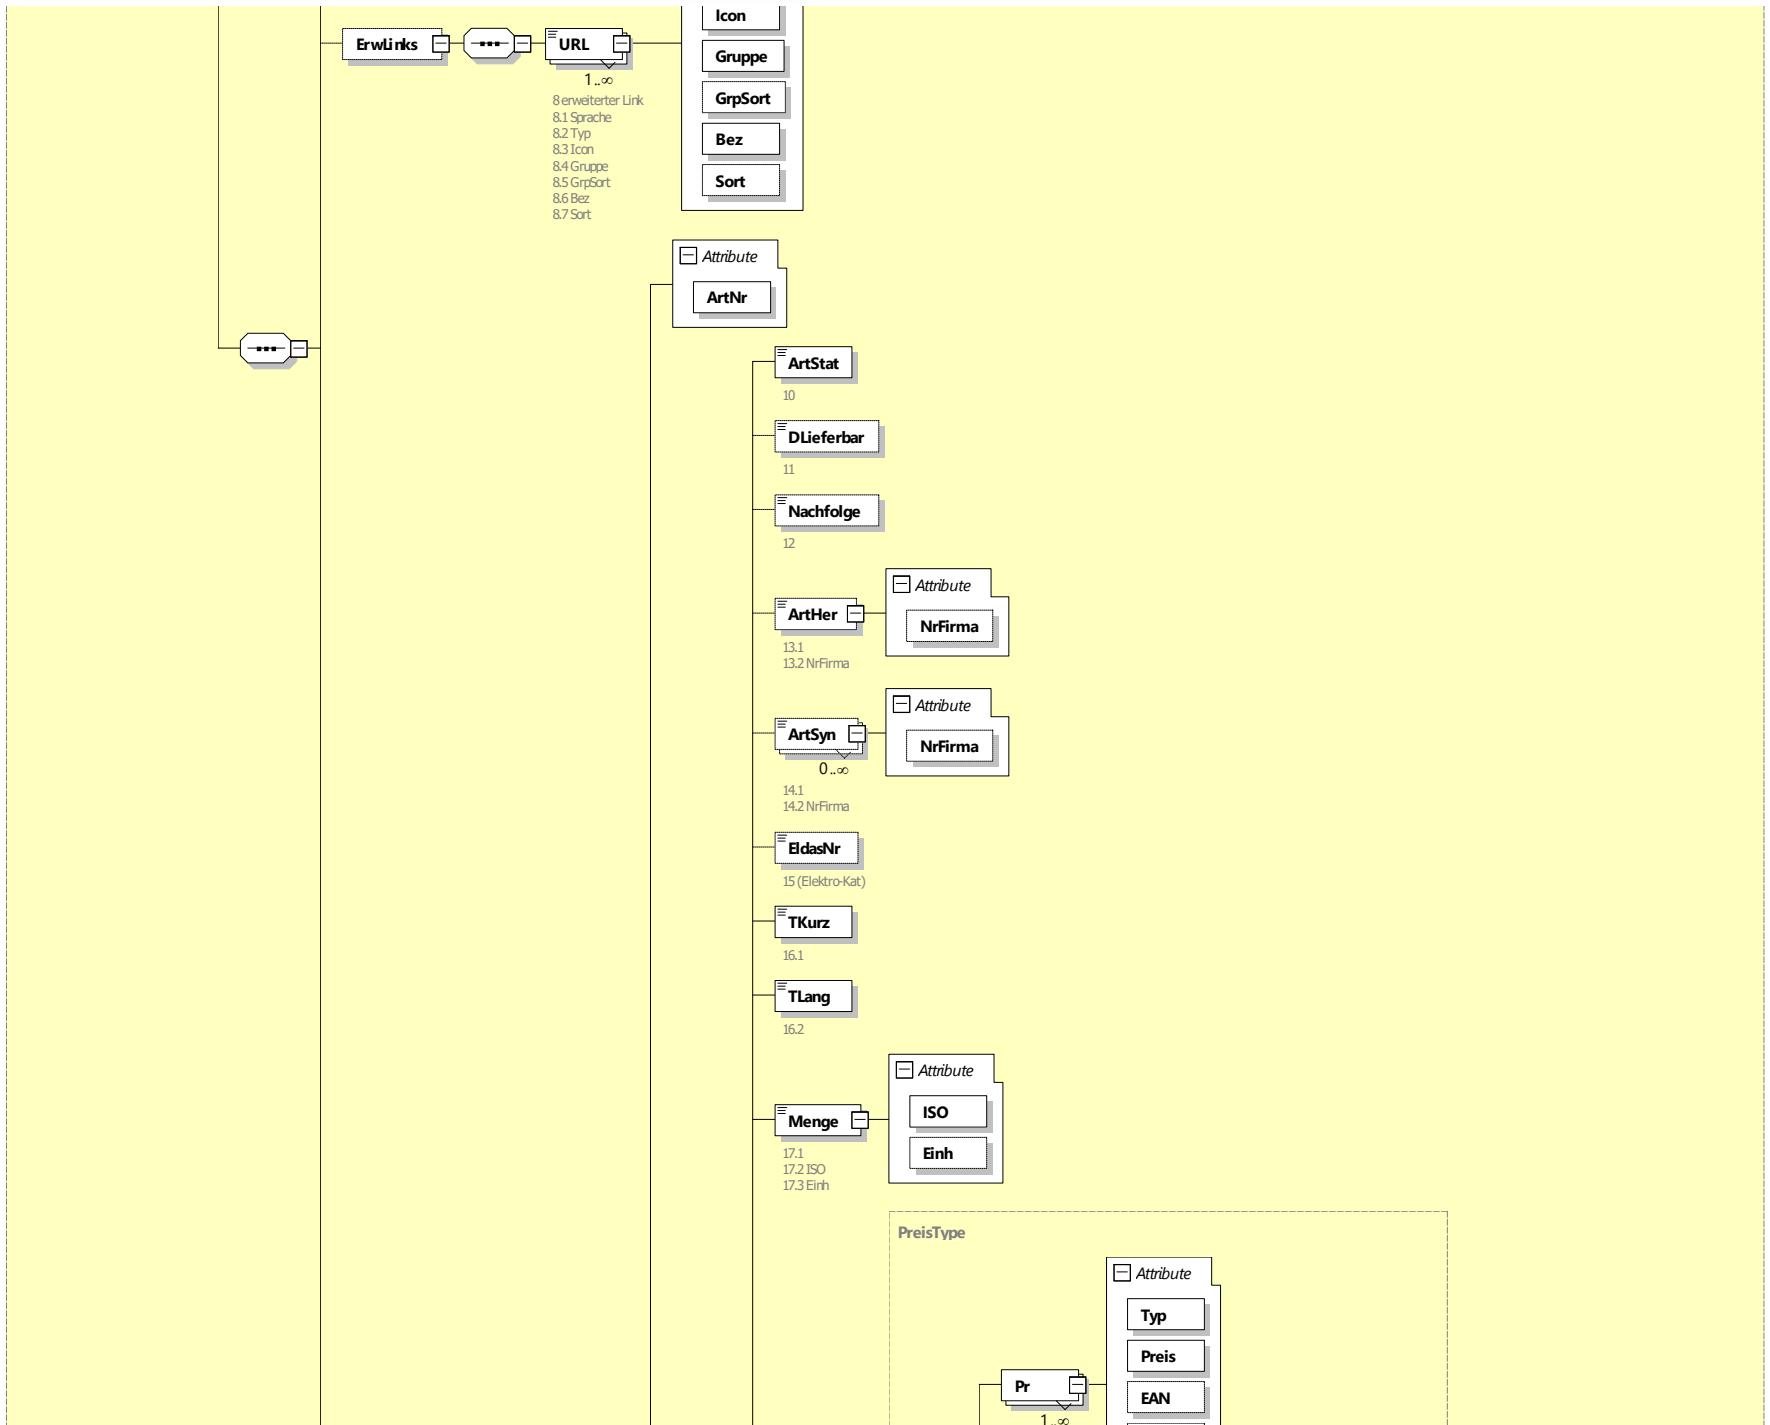 Icon
ErwLinks
URL
Gruppe
1..∞
GrpSort
8 erweiterter Link
8.1 Sprache
8.2 Typ
8.3 Icon
8.4 Gruppe
8.5 GrpSort
8.6 Bez
8.7 Sort
Bez
Sort
Attribute
ArtNr
ArtStat
10
DLieferbar
11
Nachfolge
12
Attribute
ArtHer
NrFirma
13.1
13.2 NrFirma
Attribute
ArtSyn
NrFirma
0..∞
14.1
14.2 NrFirma
EldasNr
15 (Elektro-Kat)
TKurz
16.1
TLang
16.2
Attribute
ISO
Menge
Einh
17.1
17.2 ISO
17.3 Einh
PreisType
Attribute
Typ
Preis
Pr
EAN
1..∞